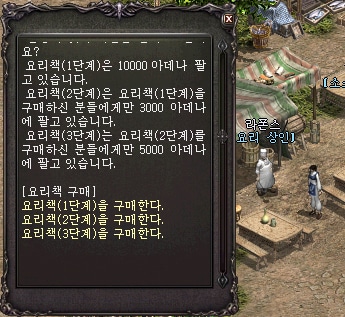 요?
요리책(1단계)은 10000 아데나 팔
고 있습니다.
요리책(2단계)은 요리책(1단계)을
구매하신 분들에게만 3000 아데나
에 팔고 있습니다.
요리책(3단계)는 요리책(2단계)를
구매하신 분들에게만 5000 아데나
에 팔고 있습니다.
[요리책 구매]
요리책(1단계)을 구매한다.
요리책(2단계)을 구매한다.
요리책(3단계)을 구매한다.
라폰스
요리 상인]